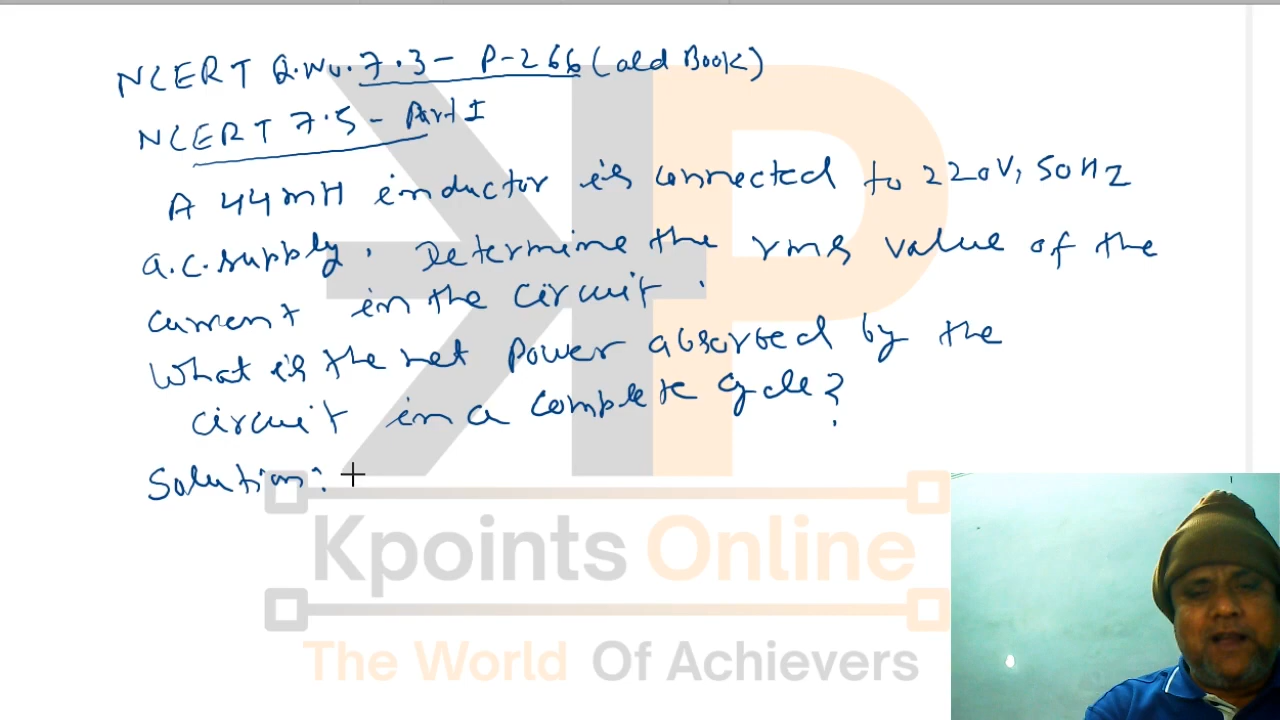 NCERT Q.No. 7.3 - P-266 (old Book)
NCERT 7.5 - Part I
A 44mH inductor is connected to 220V, 50Hz
a.c. supply. Determine the rms value of the
current in the circuit.
What is the net power absorbed by the
circuit in a complete cycle?
Solution:
KP
Kpoints Online
The World Of Achievers